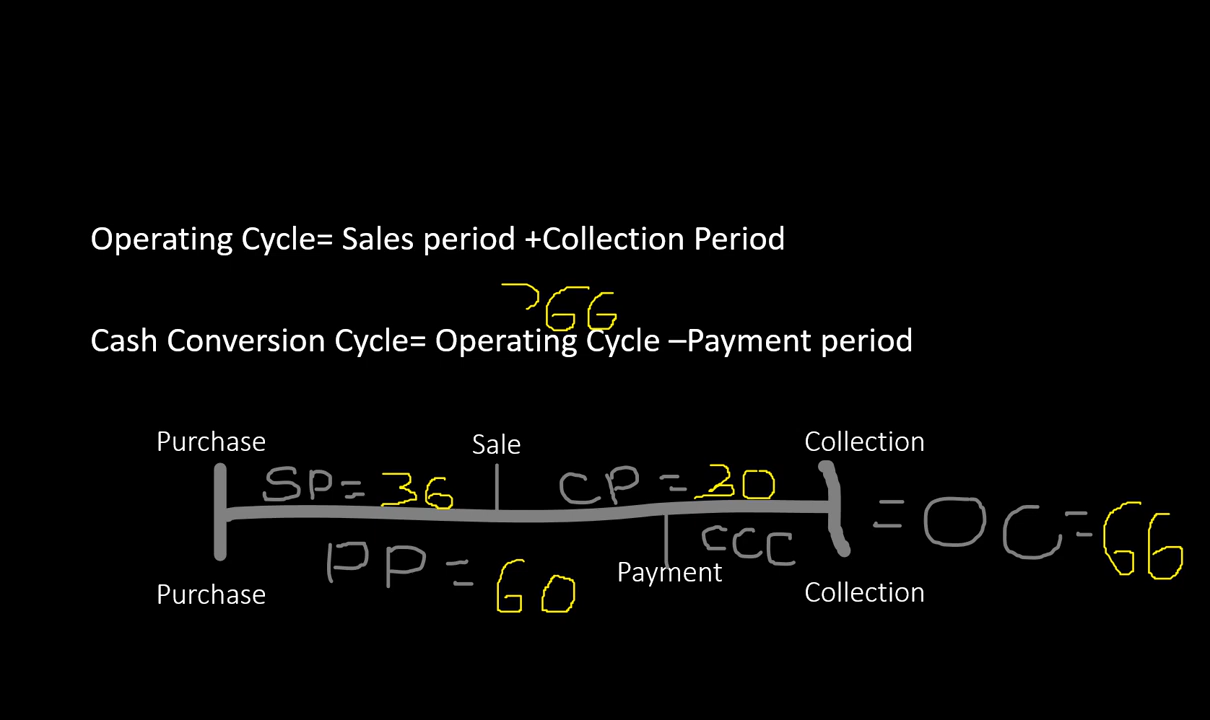 Operating Cycle= Sales period +Collection Period
66
Cash Conversion Cycle= Operating Cycle –Payment period
Purchase Sale Collection
SP= 36 CP = 30 = OC= 66
PP = 60 CCC
Payment
Purchase Collection